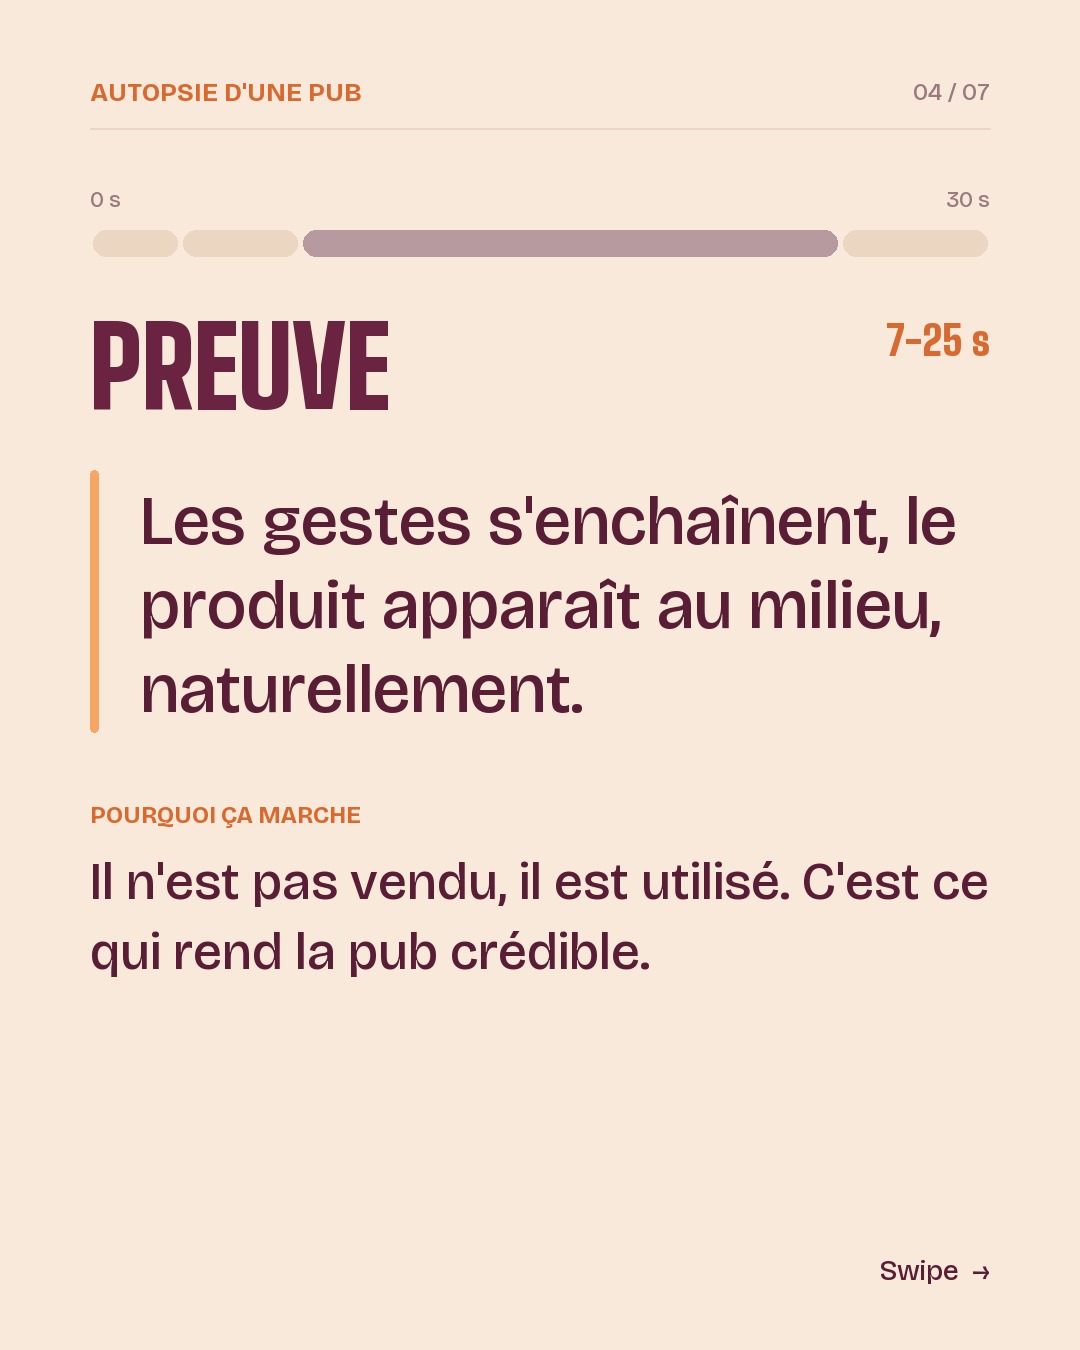 AUTOPSIE D'UNE PUB
04 / 07
0 s
30 s
PREUVE
7–25 s
Les gestes s'enchaînent, le
produit apparaît au milieu,
naturellement.
POURQUOI ÇA MARCHE
Il n'est pas vendu, il est utilisé. C'est ce
qui rend la pub crédible.
Swipe →